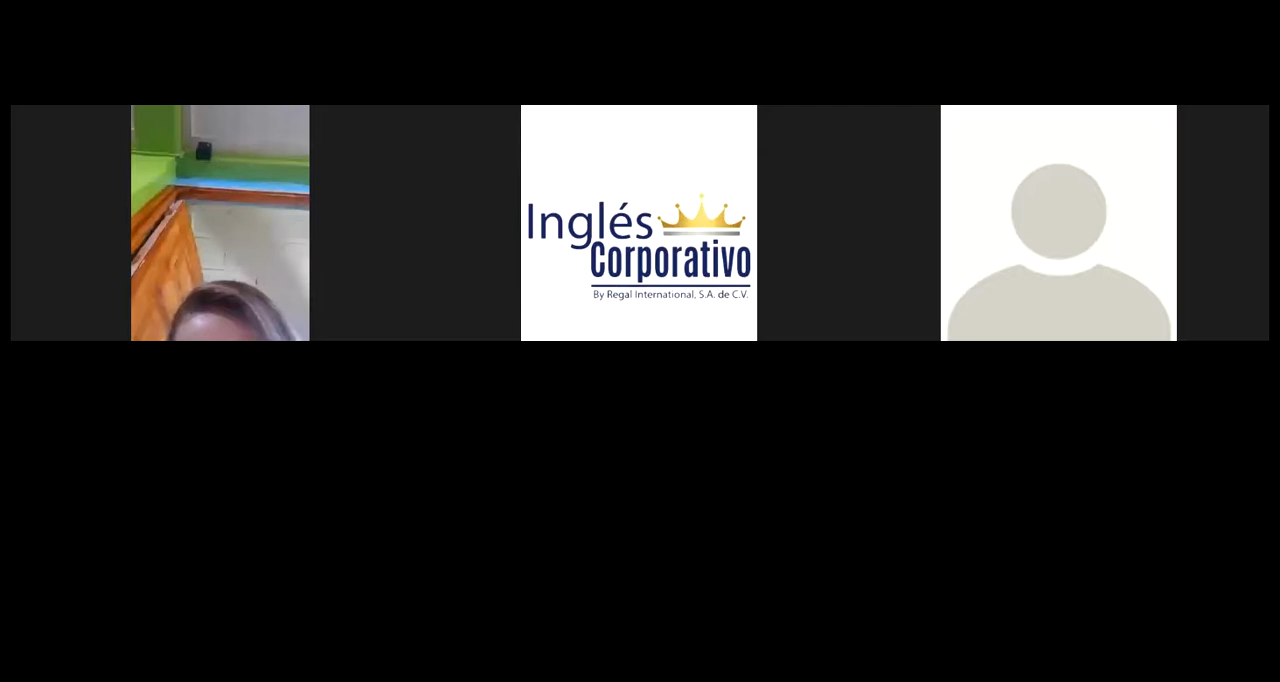 Inglés
Corporativo
By Regal International, S.A. de C.V.